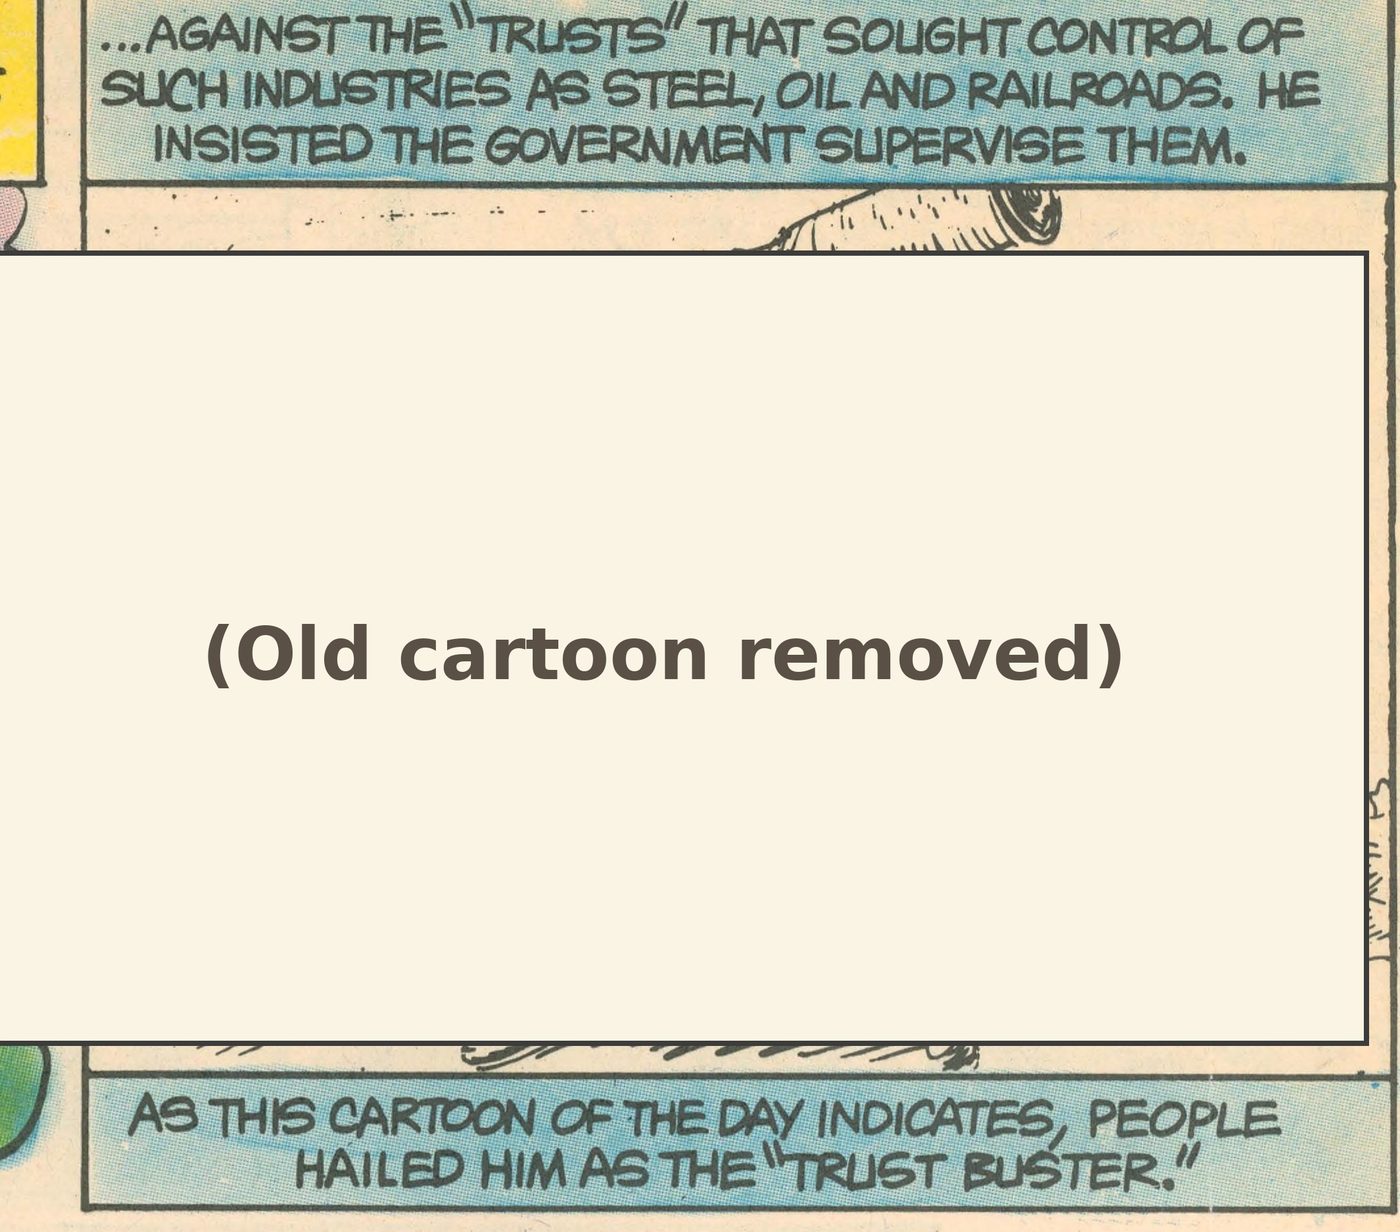 ...AGAINST THE "TRUSTS" THAT SOUGHT CONTROL OF
SUCH INDUSTRIES AS STEEL, OIL AND RAILROADS. HE
INSISTED THE GOVERNMENT SUPERVISE THEM.
(Old cartoon removed)
AS THIS CARTOON OF THE DAY INDICATES, PEOPLE
HAILED HIM AS THE "TRUST BUSTER."